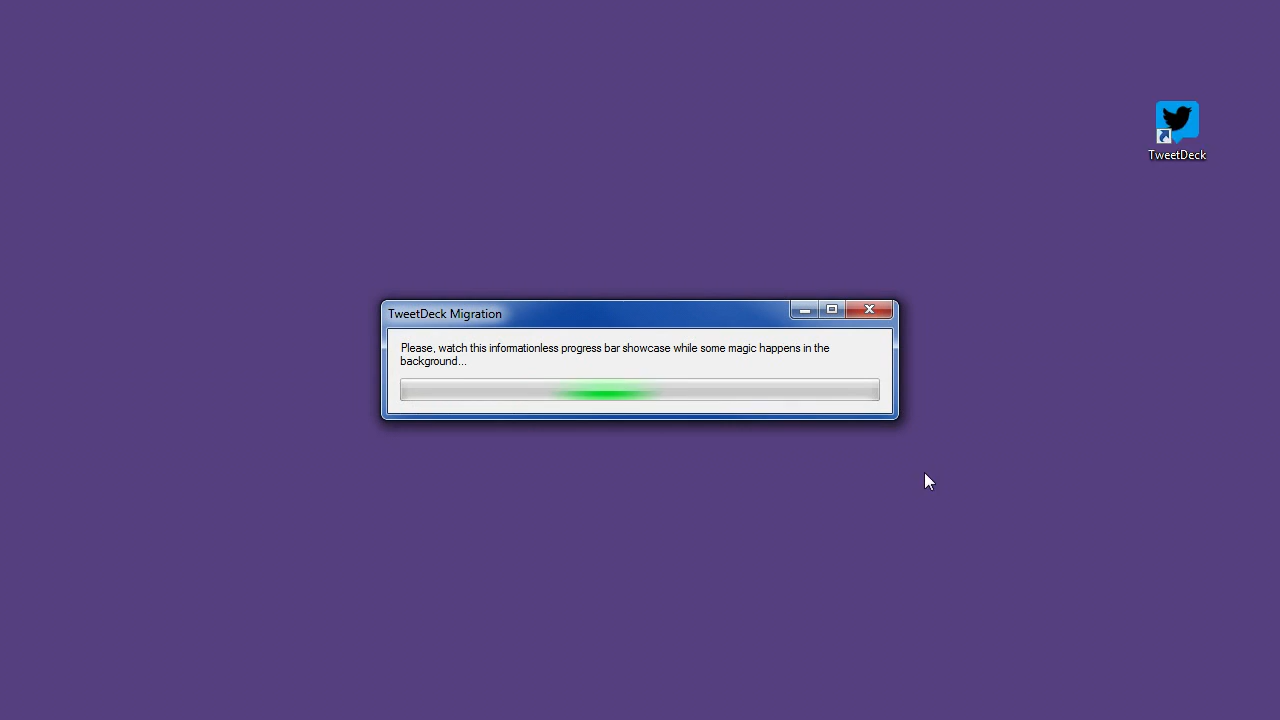 TweetDeck
TweetDeck Migration
Please, watch this informationless progress bar showcase while some magic happens in the
background...